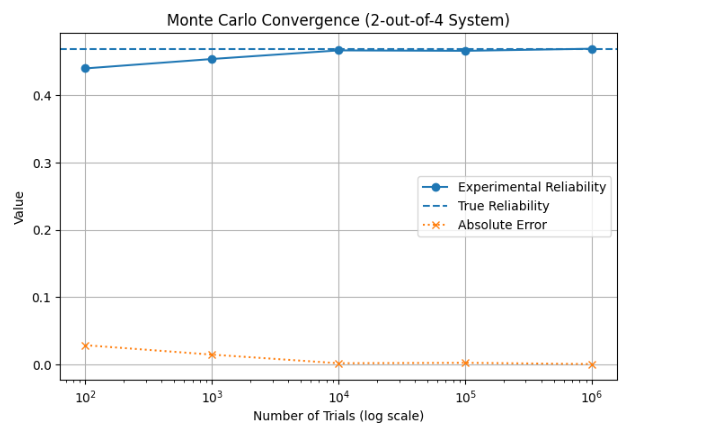 Monte Carlo Convergence (2-out-of-4 System)
Value
0.4
0.3
0.2
0.1
0.0
Experimental Reliability
True Reliability
Absolute Error
10² 10³ 10⁴ 10⁵ 10⁶
Number of Trials (log scale)